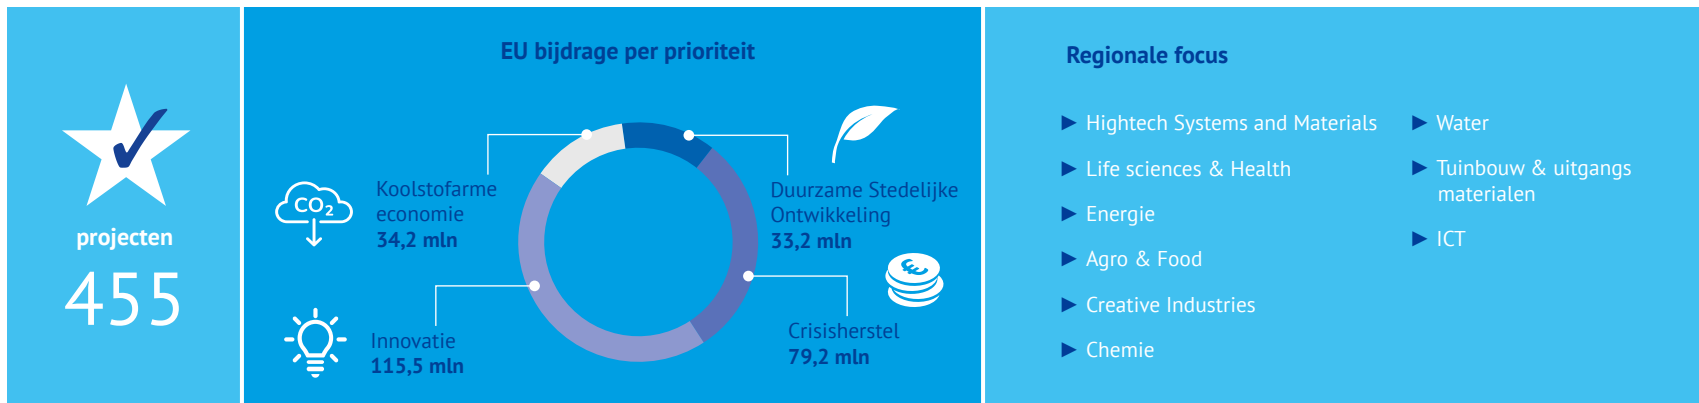 projecten
455
EU bijdrage per prioriteit
CO2
Koolstofarme
economie
34,2 mln
Duurzame Stedelijke
Ontwikkeling
33,2 mln
€
Innovatie
115,5 mln
Crisisherstel
79,2 mln
Regionale focus
Hightech Systems and Materials
Life sciences & Health
Energie
Agro & Food
Creative Industries
Chemie
Water
Tuinbouw & uitgangs
materialen
ICT